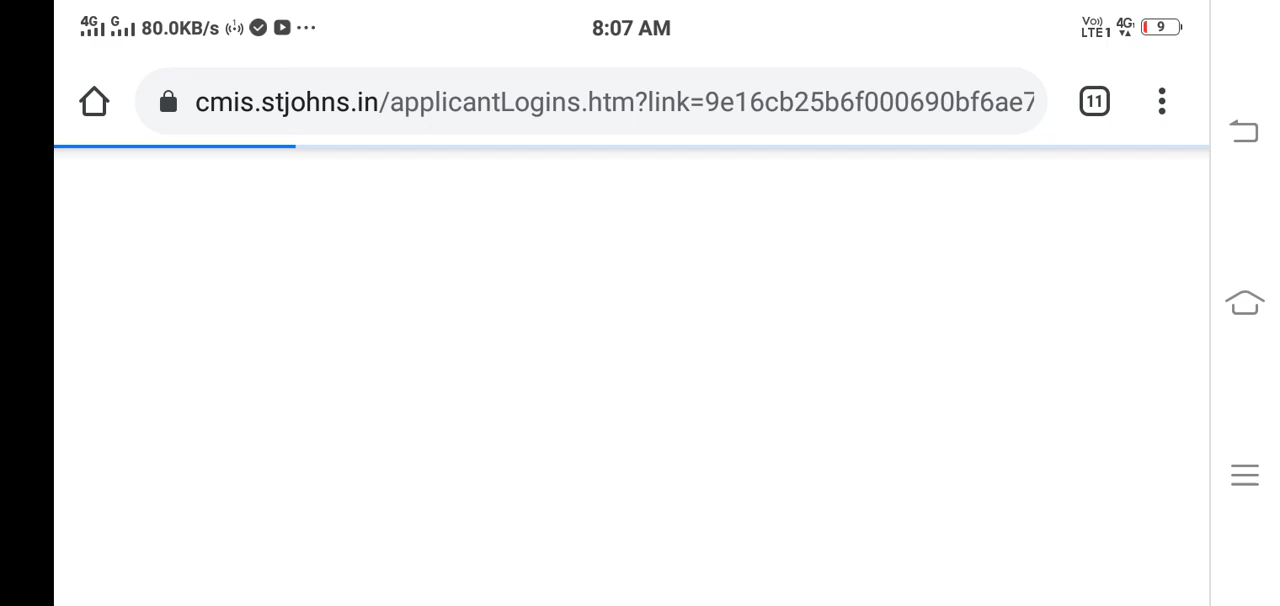 4G G 80.0KB/s ... 8:07 AM Vo)) LTE1 4G 9
cmis.stjohns.in/applicantLogins.htm?link=9e16cb25b6f000690bf6ae7 11